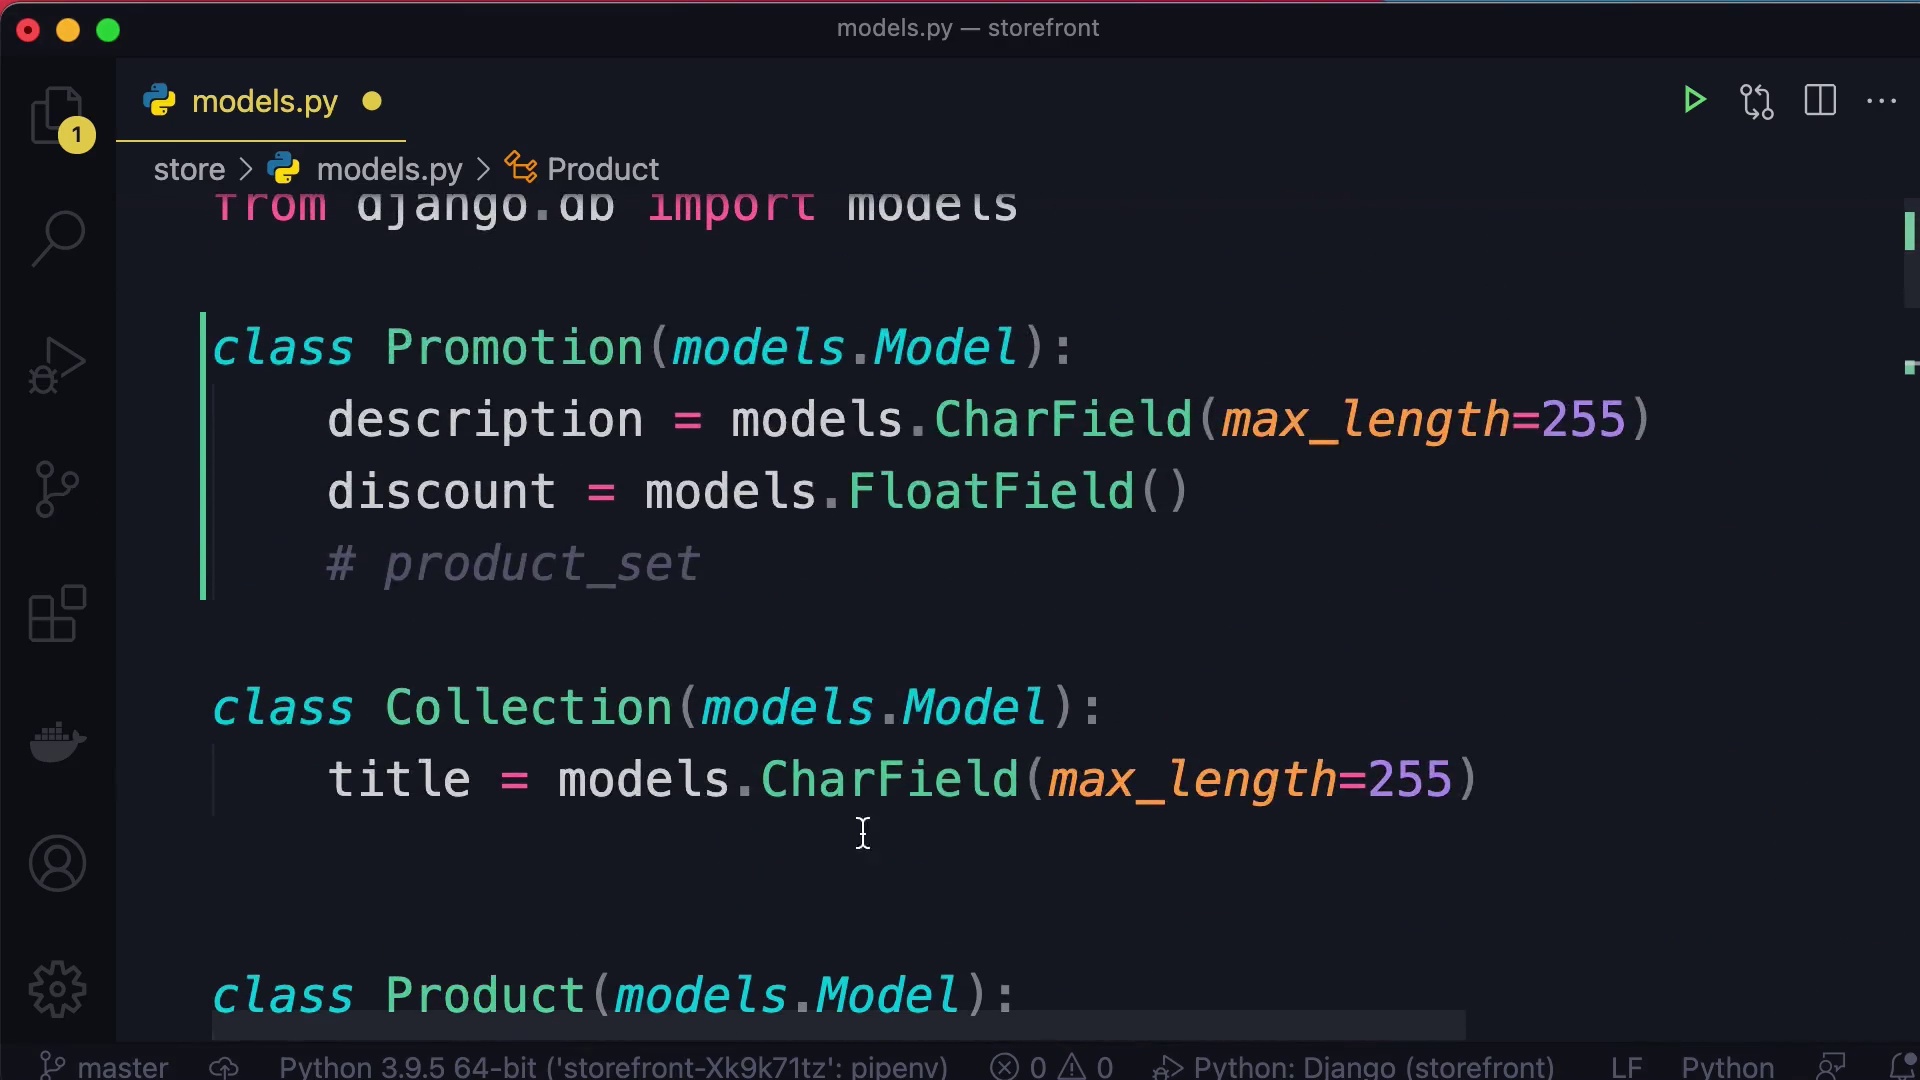 models.py — storefront
models.py
1
store > models.py > Product
from django.db import models
class Promotion(models.Model):
    description = models.CharField(max_length=255)
    discount = models.FloatField()
    # product_set
class Collection(models.Model):
    title = models.CharField(max_length=255)
class Product(models.Model):
master Python 3.9.5 64-bit ('storefront-Xk9k71tz': pipenv) 0 0 Python: Django (storefront) LF Python